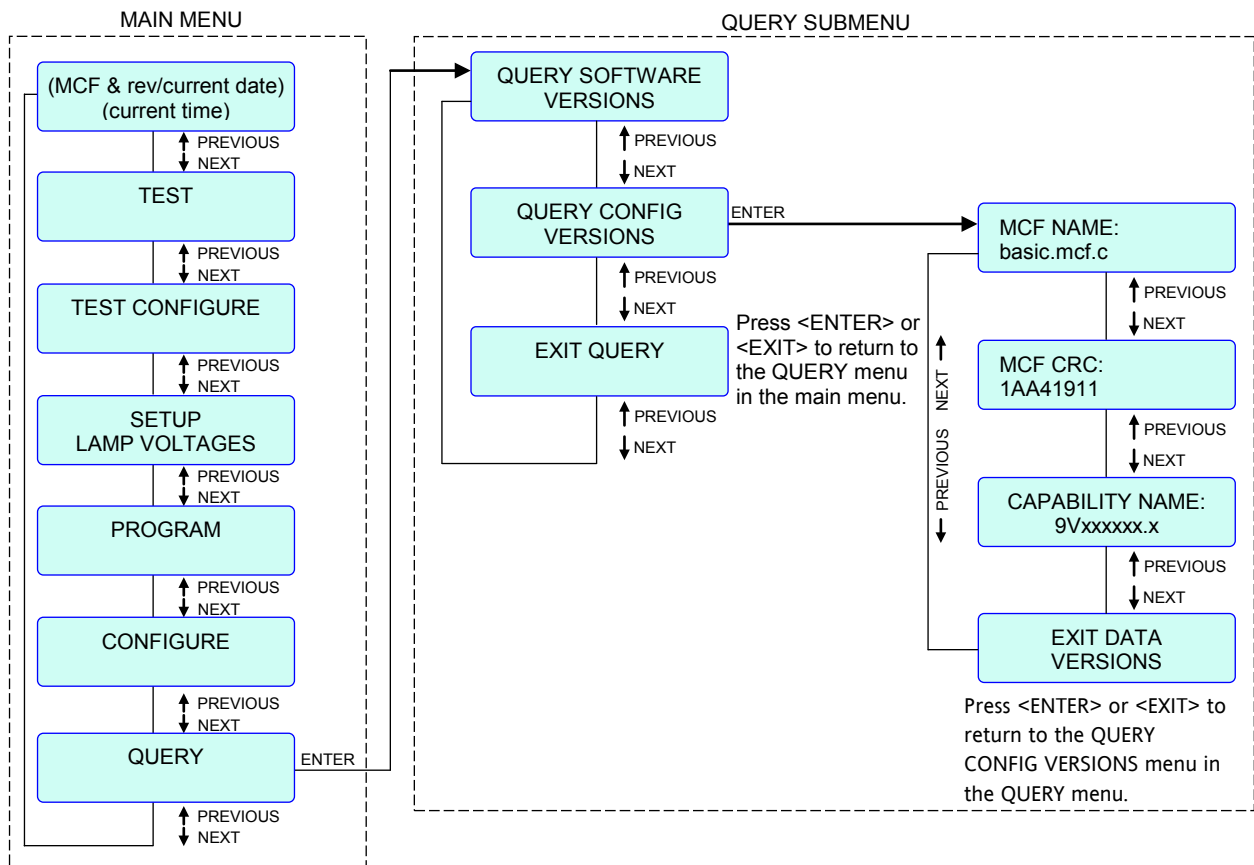 MAIN MENU
(MCF & rev/current date)
(current time)
PREVIOUS
NEXT
TEST
PREVIOUS
NEXT
TEST CONFIGURE
PREVIOUS
NEXT
SETUP
LAMP VOLTAGES
PREVIOUS
NEXT
PROGRAM
PREVIOUS
NEXT
CONFIGURE
PREVIOUS
NEXT
QUERY
ENTER
PREVIOUS
NEXT
QUERY SUBMENU
QUERY SOFTWARE
VERSIONS
PREVIOUS
NEXT
QUERY CONFIG
VERSIONS
ENTER
PREVIOUS
NEXT
EXIT QUERY
PREVIOUS
NEXT
Press <ENTER> or
<EXIT> to return to
the QUERY menu
in the main menu.
MCF NAME:
basic.mcf.c
PREVIOUS
NEXT
MCF CRC:
1AA41911
PREVIOUS
NEXT
CAPABILITY NAME:
9Vxxxxxx.x
PREVIOUS
NEXT
EXIT DATA
VERSIONS
PREVIOUS NEXT
Press <ENTER> or <EXIT> to
return to the QUERY
CONFIG VERSIONS menu in
the QUERY menu.